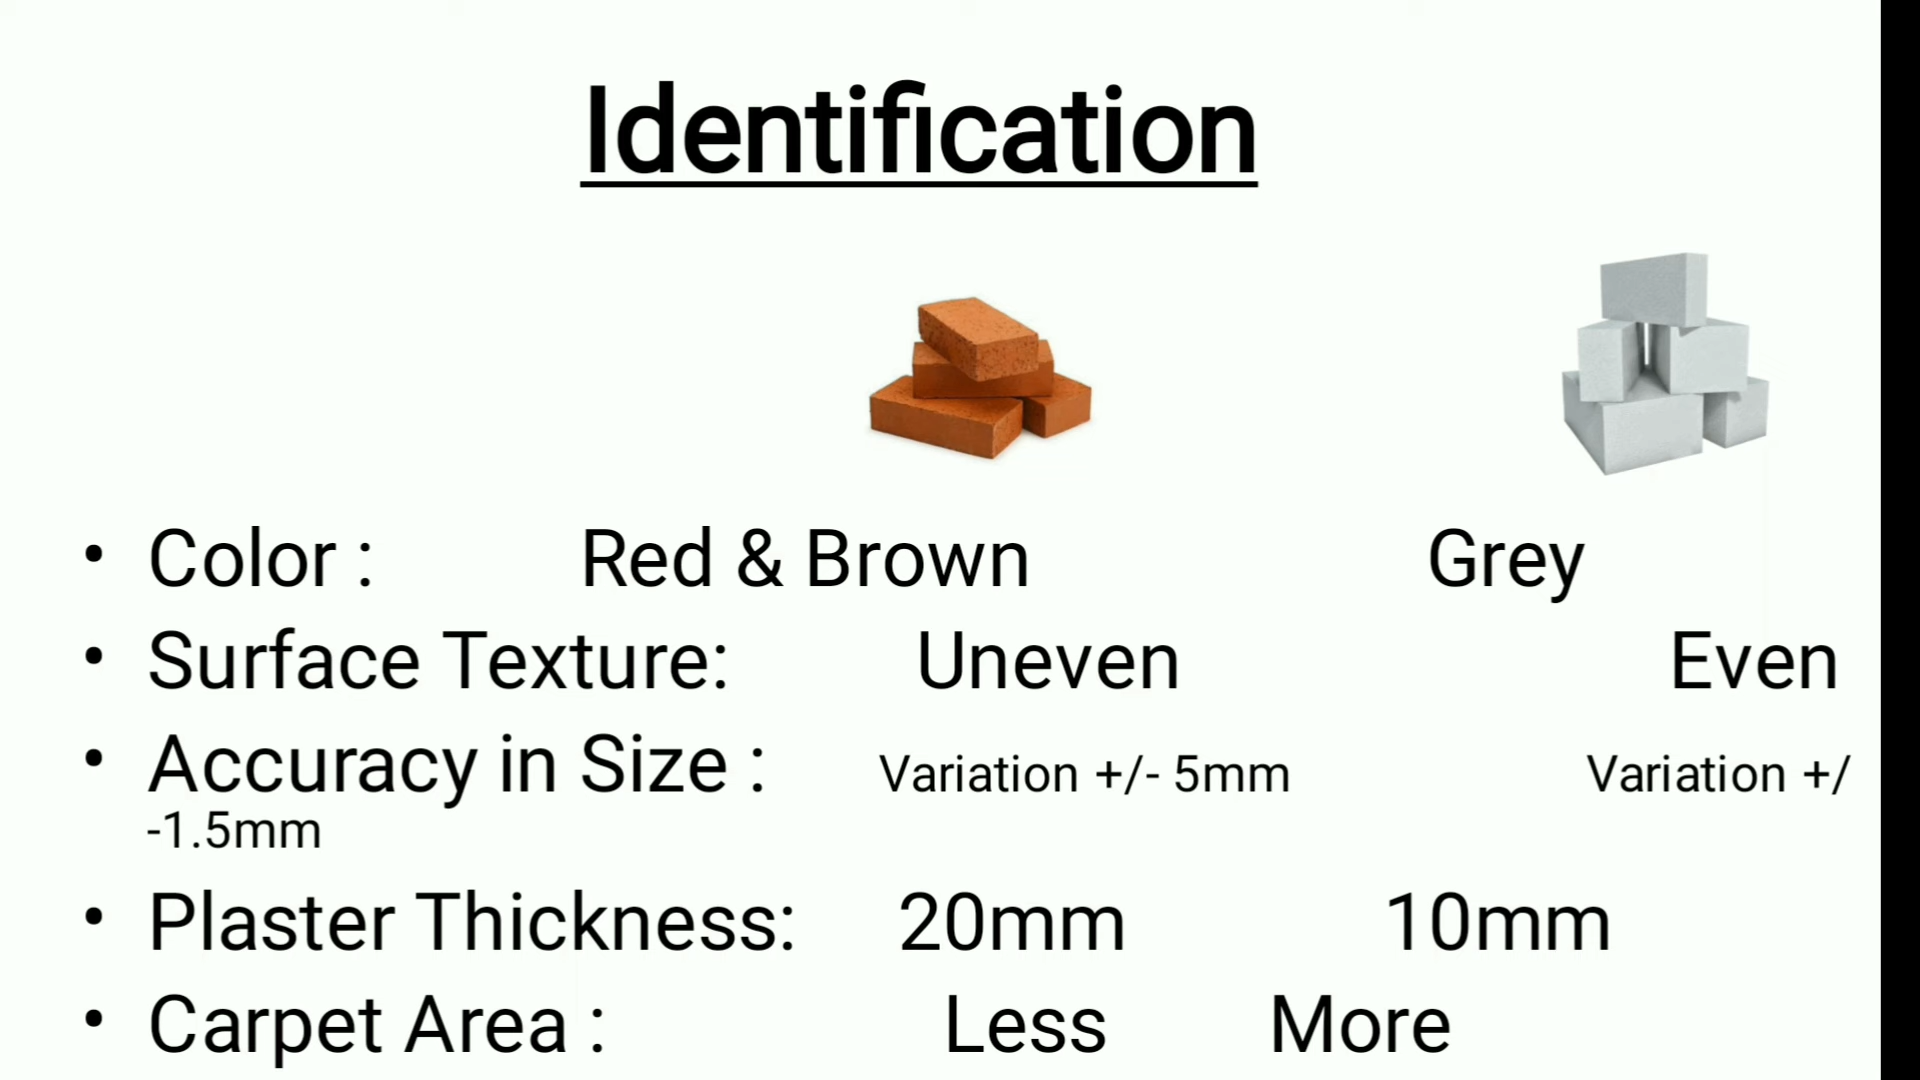 Identification
• Color : Red & Brown Grey
• Surface Texture: Uneven Even
• Accuracy in Size : Variation +/- 5mm Variation +/
-1.5mm
• Plaster Thickness: 20mm 10mm
• Carpet Area : Less More